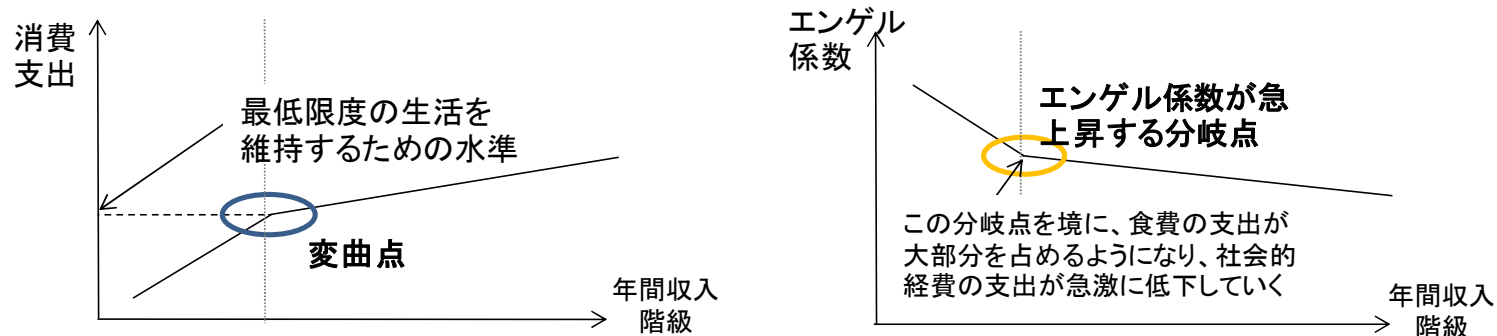 消費
支出
最低限度の生活を
維持するための水準
変曲点
年間収入
階級
エンゲル
係数
エンゲル係数が急
上昇する分岐点
この分岐点を境に、食費の支出が
大部分を占めるようになり、社会的
経費の支出が急激に低下していく
年間収入
階級